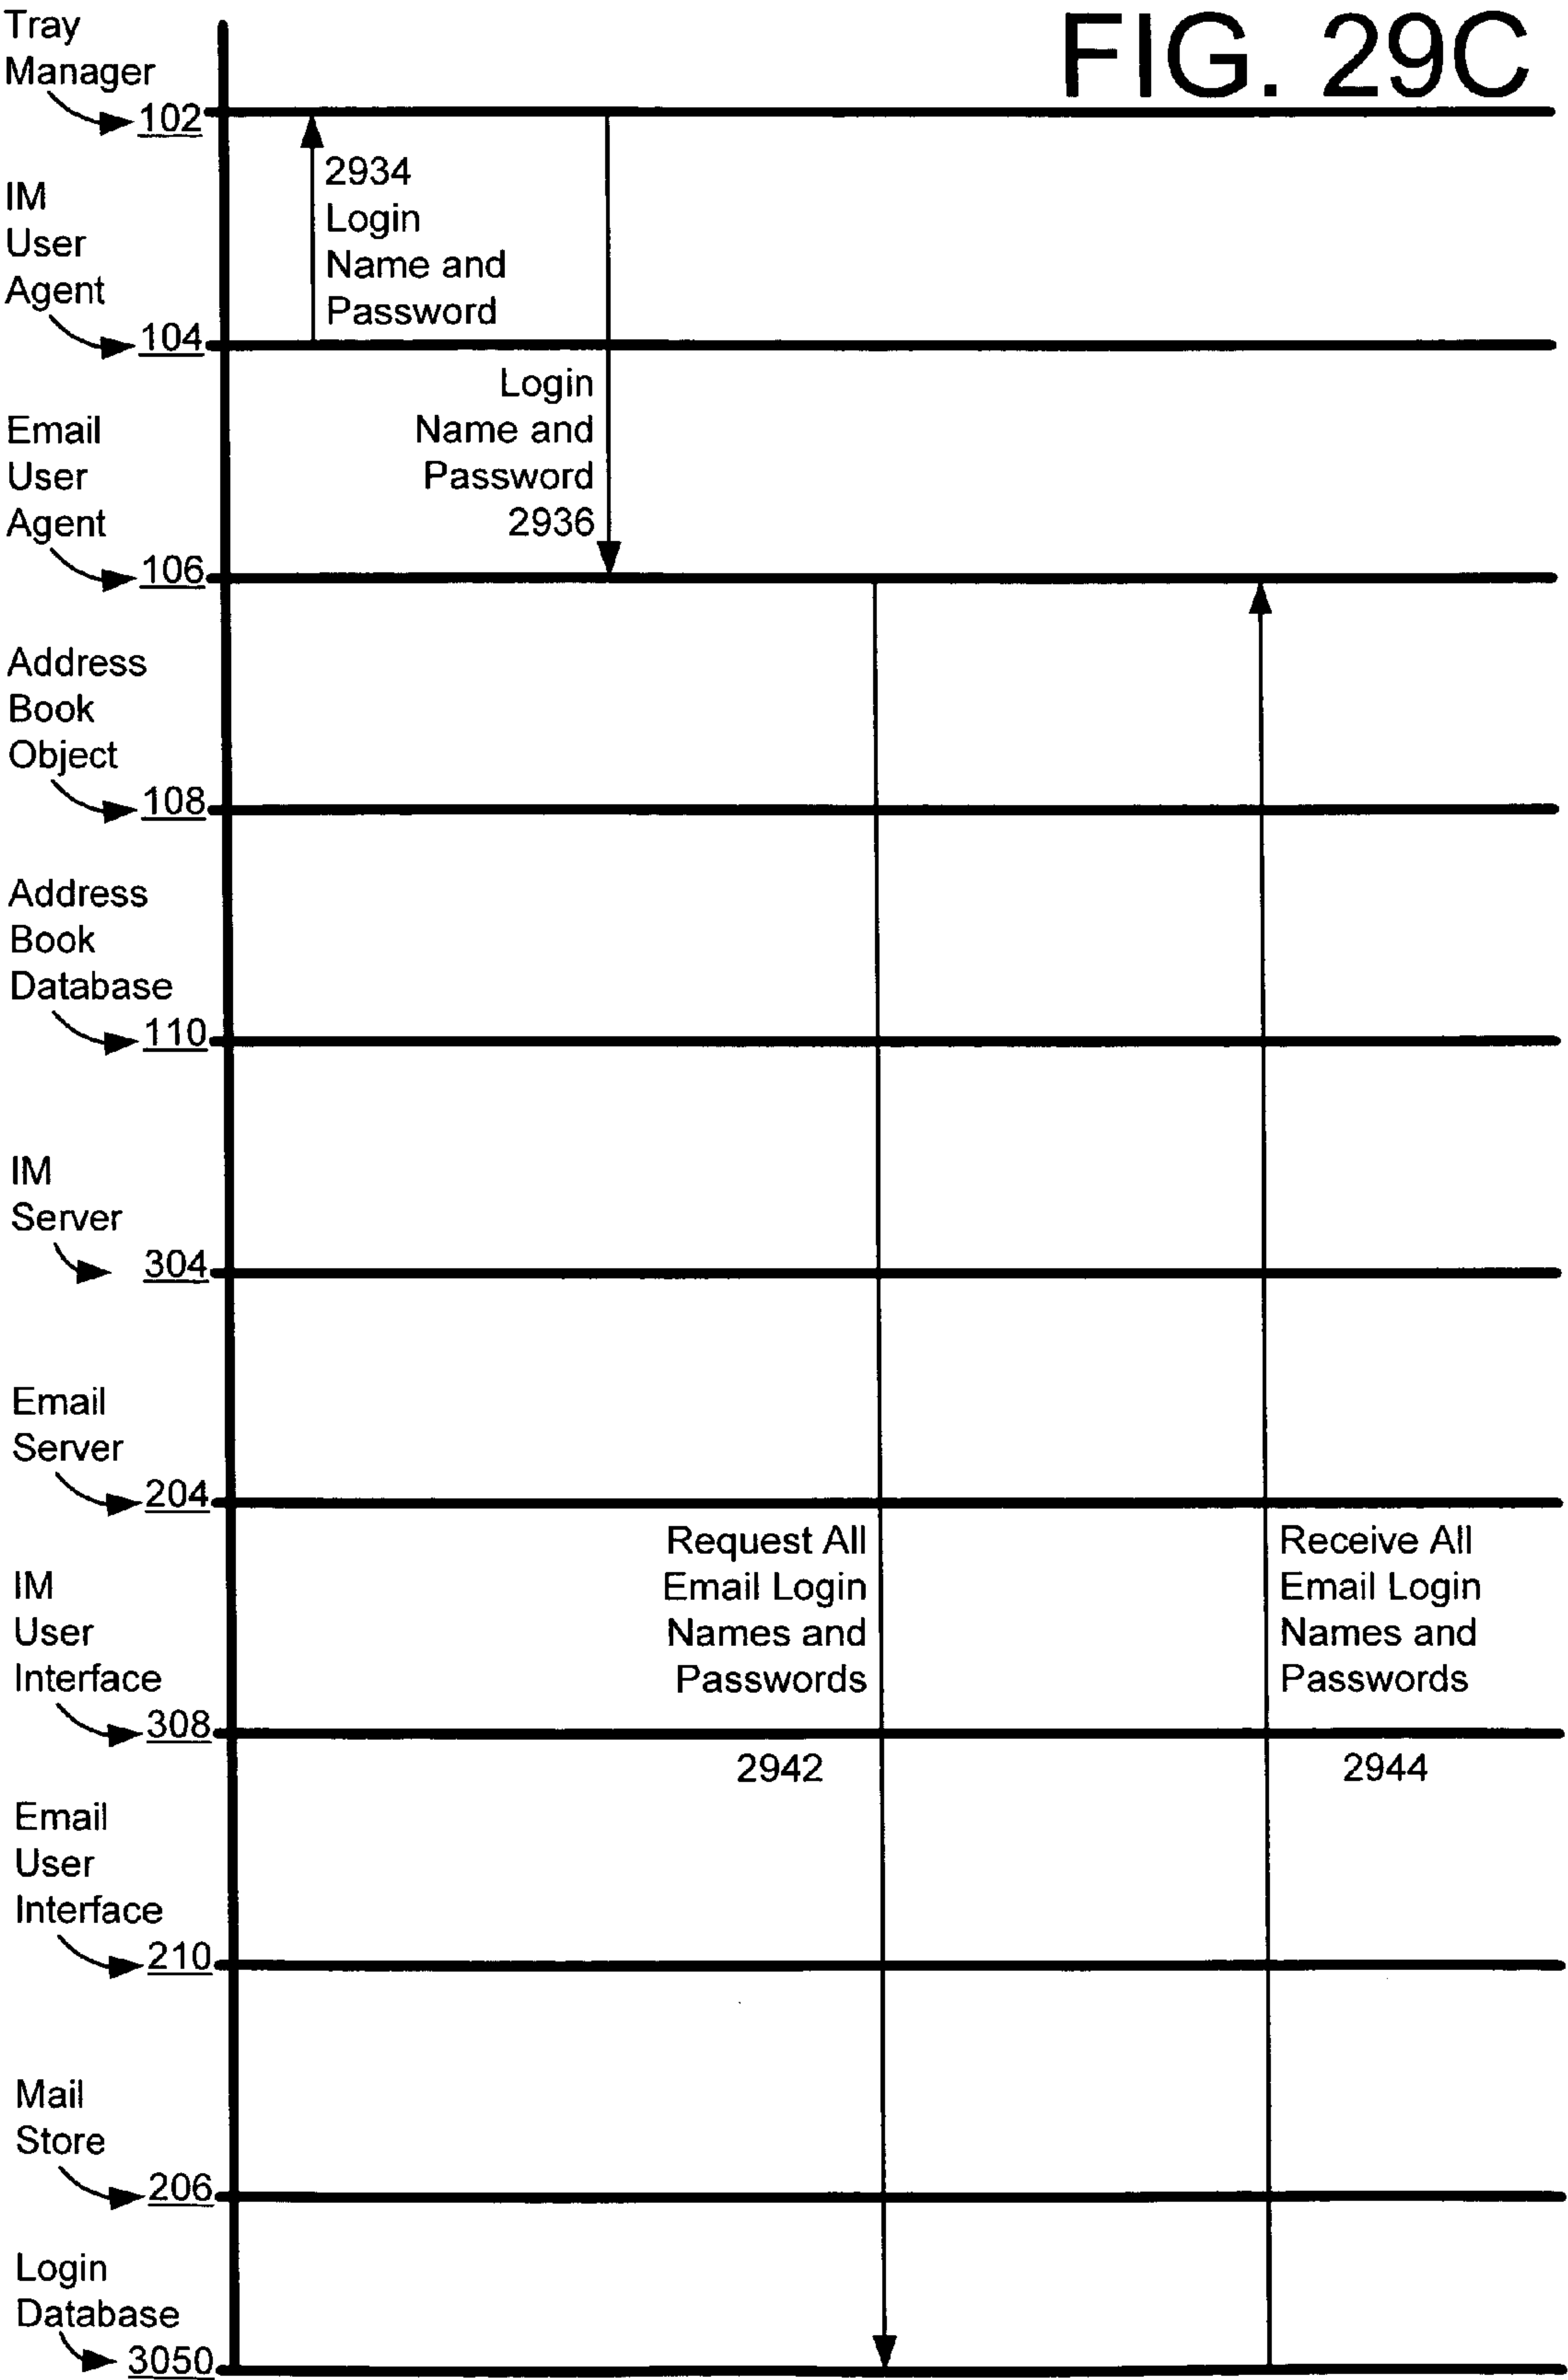 FIG. 29C
Tray
Manager
102
2934
Login
Name and
Password
IM
User
Agent
104
Login
Name and
Password
2936
Email
User
Agent
106
Address
Book
Object
108
Address
Book
Database
110
IM
Server
304
Email
Server
204
Request All
Email Login
Names and
Passwords
Receive All
Email Login
Names and
Passwords
IM
User
Interface
308
2942
2944
Email
User
Interface
210
Mail
Store
206
Login
Database
3050